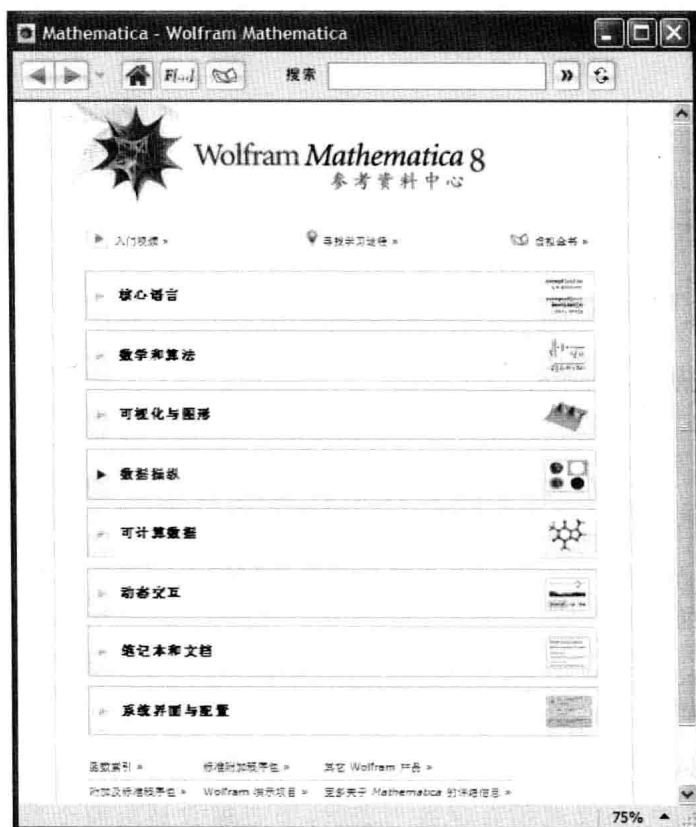 Mathematica - Wolfram Mathematica
F[...] 搜索 »
Wolfram Mathematica 8
参考资料中心
入门视频 » 寻找学习途径 » 虚拟全书 »
核心语言
数学和算法
可视化与图形
数据操纵
可计算数据
动态交互
笔记本和文档
系统界面与配置
函数索引 » 标准附加程序包 » 其它 Wolfram 产品 »
附加及标准程序包 » Wolfram 演示项目 » 更多关于 Mathematica 的详细信息 »
75%